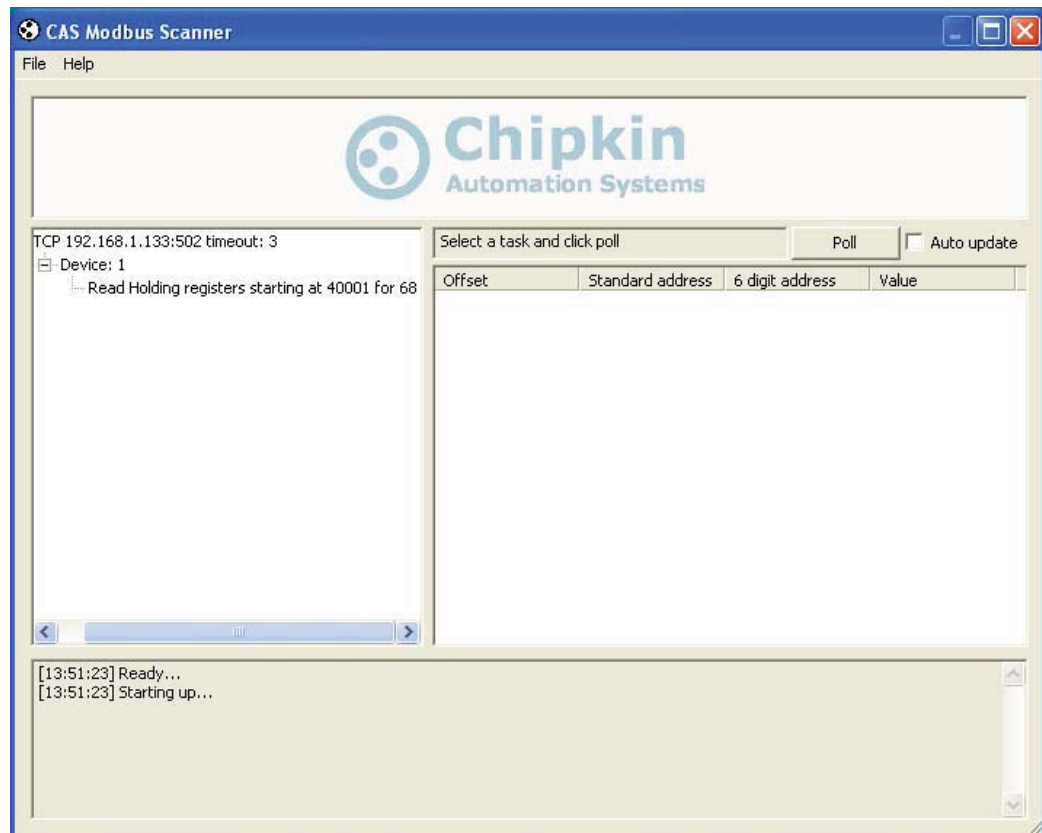 CAS Modbus Scanner
File Help
Chipkin
Automation Systems
TCP 192.168.1.133:502 timeout: 3
Device: 1
Read Holding registers starting at 40001 for 68
Select a task and click poll
Poll
Auto update
Offset Standard address 6 digit address Value
[13:51:23] Ready...
[13:51:23] Starting up...